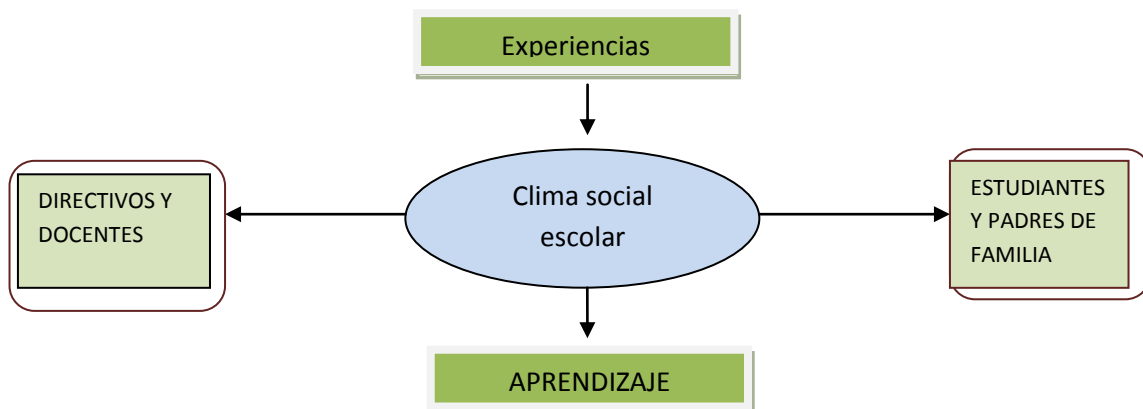 Experiencias
Clima social
escolar
DIRECTIVOS Y
DOCENTES
ESTUDIANTES
Y PADRES DE
FAMILIA
APRENDIZAJE